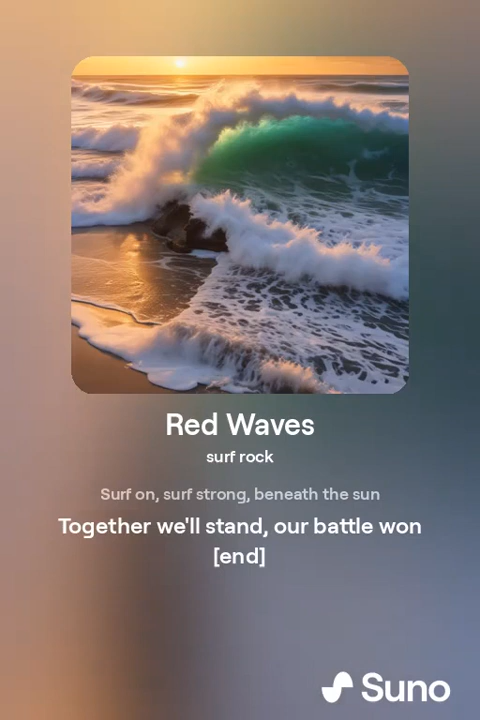 Red Waves
surf rock
Surf on, surf strong, beneath the sun
Together we'll stand, our battle won
[end]
Suno